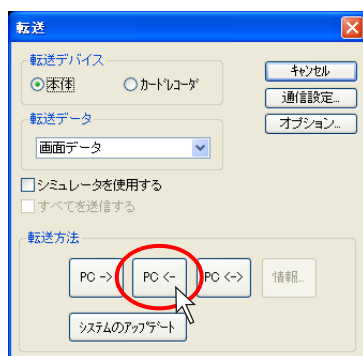 転送
転送デバイス
本体
カードレコーダ
キャンセル
通信設定...
オプション...
転送データ
画面データ
シミュレータを使用する
すべてを送信する
転送方法
PC ->
PC <-
PC <->
情報...
システムのアップデート